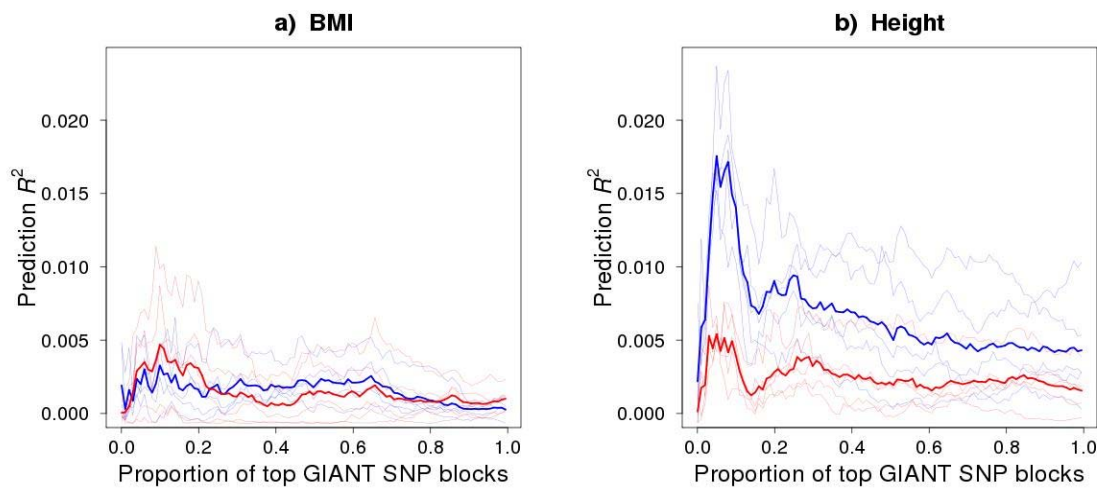 a) BMI
Prediction R²
0.020
0.015
0.010
0.005
0.000
0.0 0.2 0.4 0.6 0.8 1.0
Proportion of top GIANT SNP blocks
b) Height
Prediction R²
0.020
0.015
0.010
0.005
0.000
0.0 0.2 0.4 0.6 0.8 1.0
Proportion of top GIANT SNP blocks